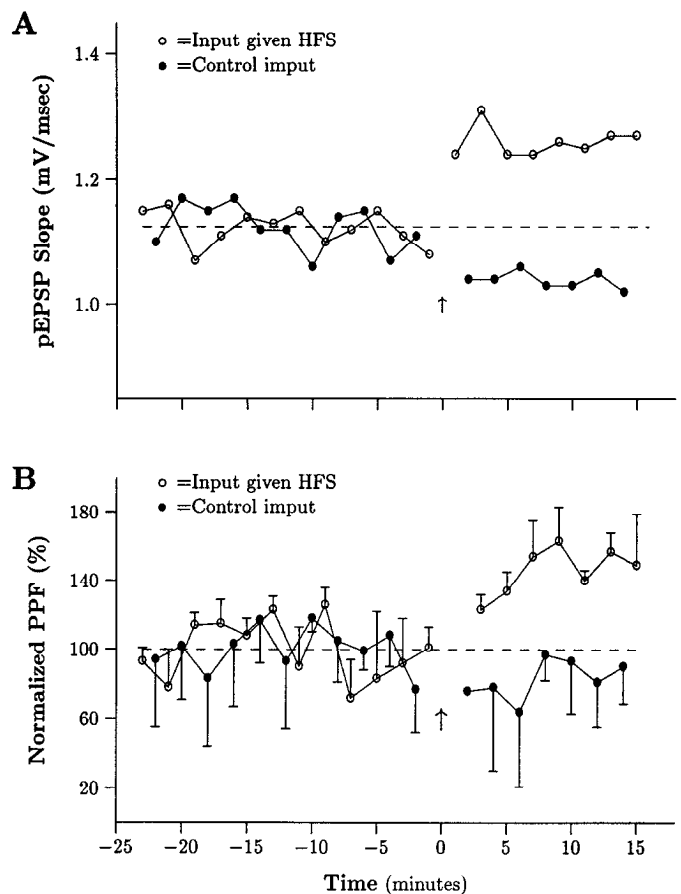 A
=Input given HFS
=Control imput
pEPSP Slope (mV/msec)
1.4
1.2
1.0
↑
B
=Input given HFS
=Control imput
Normalized PPF (%)
180
140
100
60
20
↑
−25 −20 −15 −10 −5 0 5 10 15
Time (minutes)